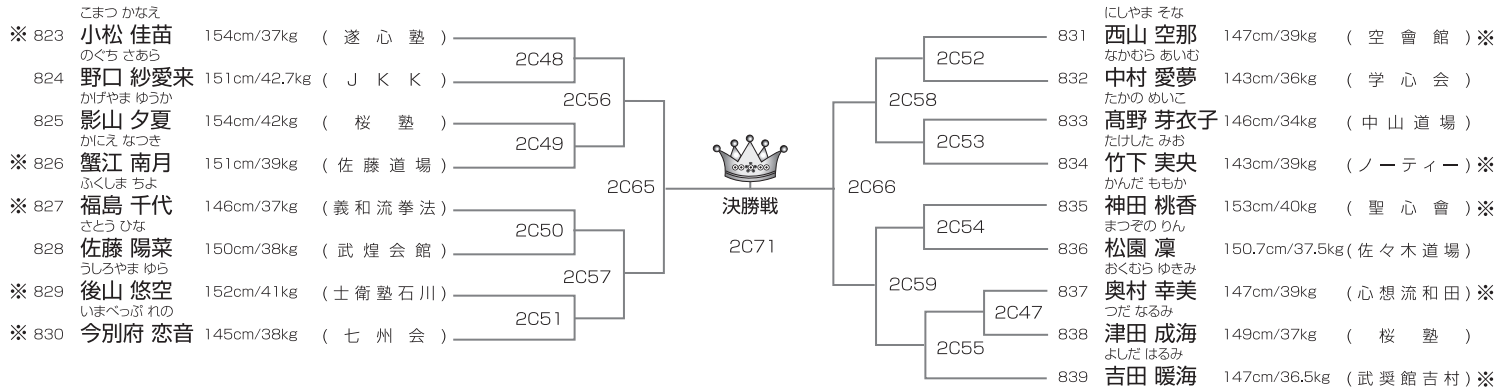 こまつ かなえ
※ 823 小松 佳苗 154cm/37kg ( 遂 心 塾 )
のぐち さあら
824 野口 紗愛来 151cm/42.7kg ( J K K )
かげやま ゆうか
825 影山 夕夏 154cm/42kg ( 桜 塾 )
かにえ なつき
※ 826 蟹江 南月 151cm/39kg ( 佐 藤 道 場 )
ふくしま ちよ
※ 827 福島 千代 146cm/37kg ( 義 和 流 拳 法 )
さとう ひな
828 佐藤 陽菜 150cm/38kg ( 武 煌 会 館 )
うしろやま ゆら
※ 829 後山 悠空 152cm/41kg ( 士 衛 塾 石 川 )
いまべっぷ れの
※ 830 今別府 恋音 145cm/38kg ( 七 州 会 )
2C48
2C56
2C49
2C65
2C50
2C57
2C51
決勝戦
2C71
2C52
2C58
2C53
2C66
2C54
2C59
2C47
2C55
にしやま そな
831 西山 空那 147cm/39kg ( 空 會 館 ) ※
なかむら あいむ
832 中村 愛夢 143cm/36kg ( 学 心 会 )
たかの めいこ
833 髙野 芽衣子 146cm/34kg ( 中 山 道 場 )
たけした みお
834 竹下 実央 143cm/39kg ( ノーティー ) ※
かんだ ももか
835 神田 桃香 153cm/40kg ( 聖 心 會 ) ※
まつぞの りん
836 松園 凜 150.7cm/37.5kg ( 佐 々 木 道 場 )
おくむら ゆきみ
837 奥村 幸美 147cm/39kg ( 心 想 流 和 田 ) ※
つだ なるみ
838 津田 成海 149cm/37kg ( 桜 塾 )
よしだ はるみ
839 吉田 暖海 147cm/36.5kg ( 武 奨 館 吉 村 ) ※